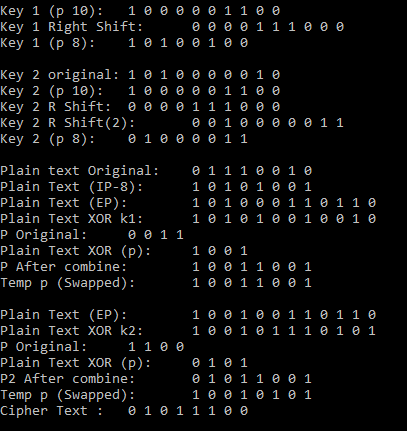 Key 1 (p 10): 1 0 0 0 0 0 1 1 0 0
Key 1 Right Shift: 0 0 0 0 1 1 1 0 0 0
Key 1 (p 8): 1 0 1 0 0 1 0 0
Key 2 original: 1 0 1 0 0 0 0 0 1 0
Key 2 (p 10): 1 0 0 0 0 0 1 1 0 0
Key 2 R Shift: 0 0 0 0 1 1 1 0 0 0
Key 2 R Shift(2): 0 0 1 0 0 0 0 0 1 1
Key 2 (p 8): 0 1 0 0 0 0 1 1
Plain text Original: 0 1 1 1 0 0 1 0
Plain Text (IP-8): 1 0 1 0 1 0 0 1
Plain Text (EP): 1 0 1 0 0 0 1 1 0 1 1 0
Plain Text XOR k1: 1 0 1 0 1 0 1 0 0 1 0
P Original: 0 0 1 1
Plain Text XOR (p): 1 0 0 1
P After combine: 1 0 0 1 1 0 0 1
Temp p (Swapped): 1 0 0 1 1 0 0 1
Plain Text (EP): 1 0 0 1 0 0 1 1 0 1 1 0
Plain Text XOR k2: 1 0 0 1 0 1 1 1 0 1 0 1
P Original: 1 1 0 0
Plain Text XOR (p): 0 1 0 1
P2 After combine: 0 1 0 1 1 0 0 1
Temp p (Swapped): 1 0 0 1 0 1 0 1
Cipher Text : 0 1 0 1 1 1 0 0